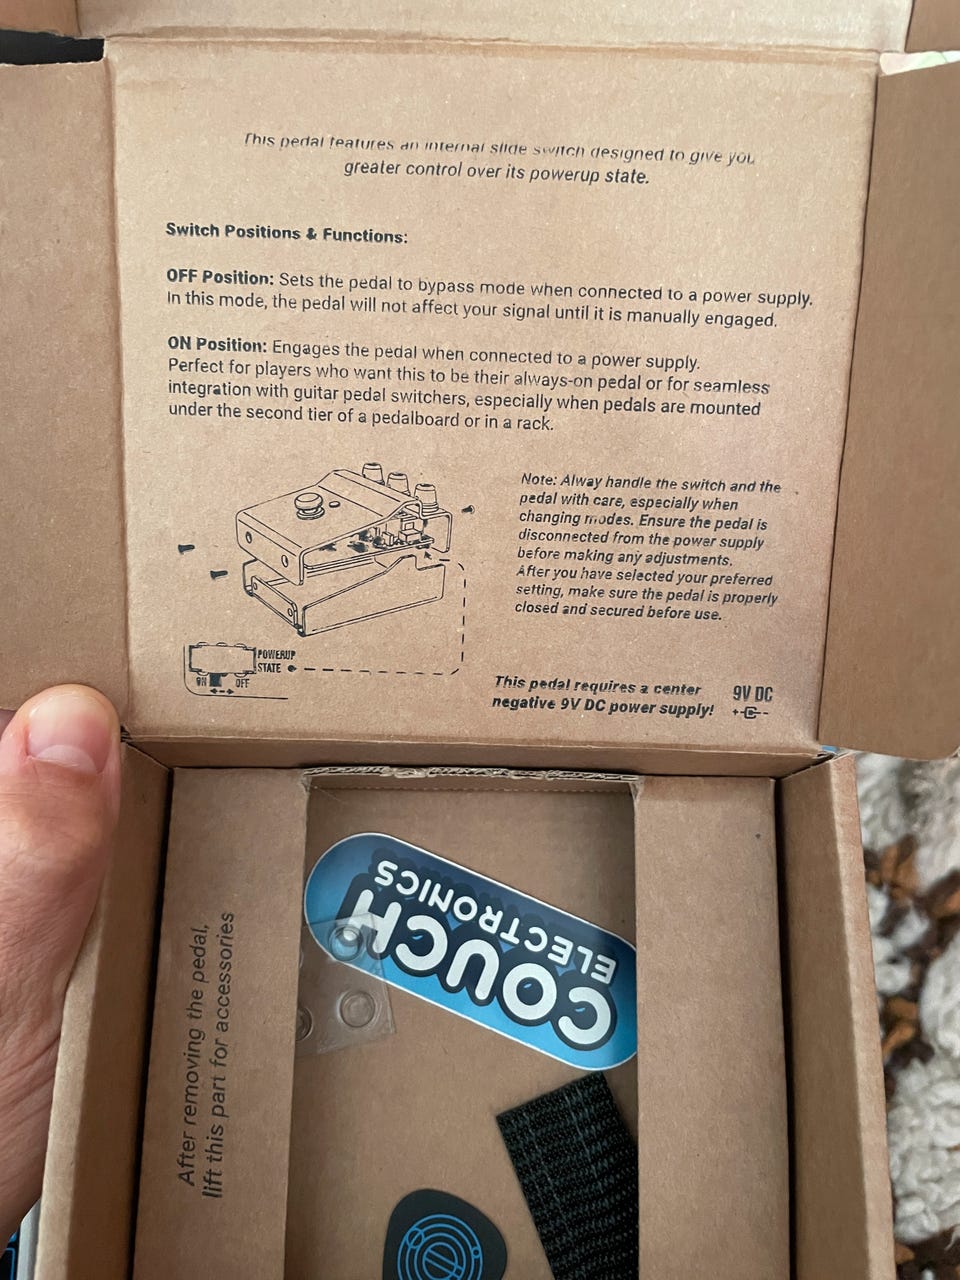 This pedal features an internal slide switch designed to give you
greater control over its powerup state.
Switch Positions & Functions:
OFF Position: Sets the pedal to bypass mode when connected to a power supply.
In this mode, the pedal will not affect your signal until it is manually engaged.
ON Position: Engages the pedal when connected to a power supply.
Perfect for players who want this to be their always-on pedal or for seamless
integration with guitar pedal switchers, especially when pedals are mounted
under the second tier of a pedalboard or in a rack.
Note: Alway handle the switch and the
pedal with care, especially when
changing modes. Ensure the pedal is
disconnected from the power supply
before making any adjustments.
After you have selected your preferred
setting, make sure the pedal is properly
closed and secured before use.
POWERUP
STATE
ON OFF
This pedal requires a center
negative 9V DC power supply!
9V DC
After removing the pedal,
lift this part for accessories
COUCH
ELECTRONICS